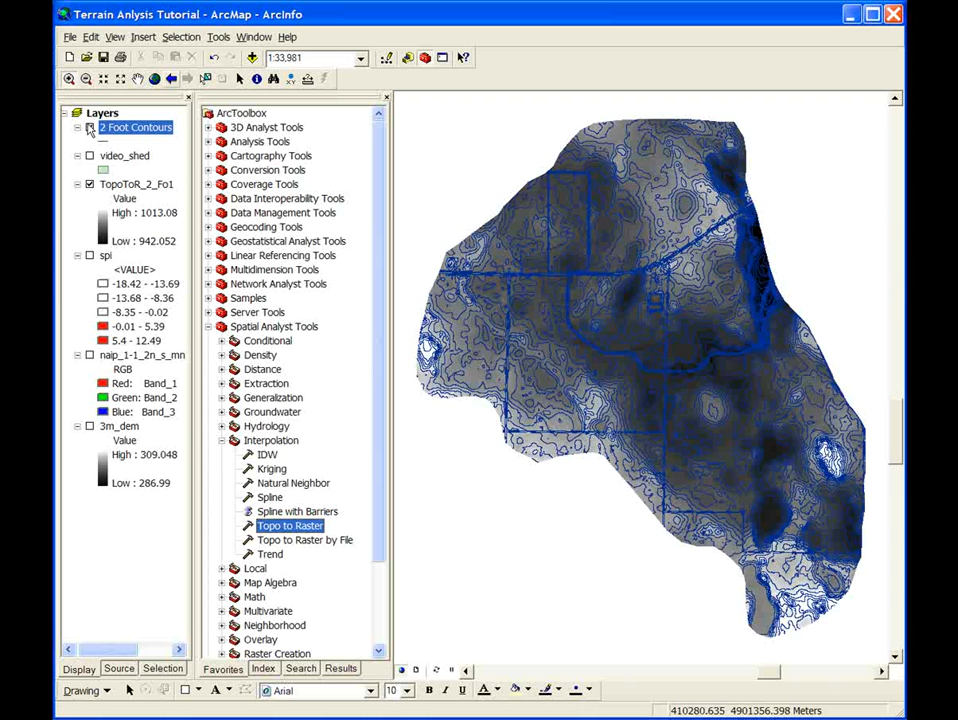 Terrain Anlysis Tutorial - ArcMap - ArcInfo
File Edit View Insert Selection Tools Window Help
1:33,981
Layers
2 Foot Contours
video_shed
TopoToR_2_Fo1
Value
High : 1013.08
Low : 942.052
spi
<VALUE>
-18.42 - -13.69
-13.68 - -8.36
-8.35 - -0.02
-0.01 - 5.39
5.4 - 12.49
naip_1-1_2n_s_mn
RGB
Red: Band_1
Green: Band_2
Blue: Band_3
3m_dem
Value
High : 309.048
Low : 286.99
Display Source Selection
ArcToolbox
3D Analyst Tools
Analysis Tools
Cartography Tools
Conversion Tools
Coverage Tools
Data Interoperability Tools
Data Management Tools
Geocoding Tools
Geostatistical Analyst Tools
Linear Referencing Tools
Multidimension Tools
Network Analyst Tools
Samples
Server Tools
Spatial Analyst Tools
Conditional
Density
Distance
Extraction
Generalization
Groundwater
Hydrology
Interpolation
IDW
Kriging
Natural Neighbor
Spline
Spline with Barriers
Topo to Raster
Topo to Raster by File
Trend
Local
Map Algebra
Math
Multivariate
Neighborhood
Overlay
Raster Creation
Favorites Index Search Results
Drawing A Arial 10 B I U A
410280.635 4901356.398 Meters